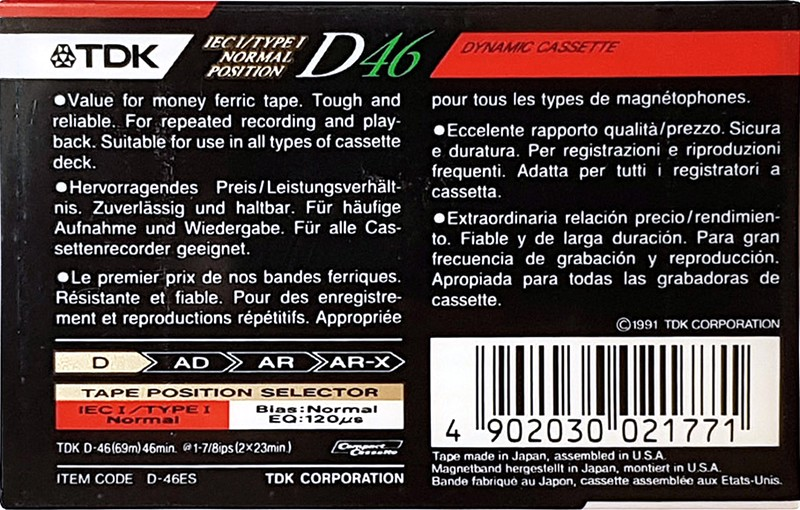 TDK
IEC I/TYPE I
NORMAL
POSITION
D46
DYNAMIC CASSETTE
●Value for money ferric tape. Tough and
reliable. For repeated recording and play-
back. Suitable for use in all types of cassette
deck.
●Hervorragendes Preis/Leistungsverhält-
nis. Zuverlässig und haltbar. Für häufige
Aufnahme und Wiedergabe. Für alle Cas-
settenrecorder geeignet.
●Le premier prix de nos bandes ferriques.
Résistante et fiable. Pour des enregistre-
ment et reproductions répétitifs. Appropriée
pour tous les types de magnétophones.
●Eccelente rapporto qualità/prezzo. Sicura
e duratura. Per registrazioni e riproduzioni
frequenti. Adatta per tutti i registratori a
cassetta.
●Extraordinaria relación precio/rendimien-
to. Fiable y de larga duración. Para gran
frecuencia de grabación y reproducción.
Apropiada para todas las grabadoras de
cassette.
©1991 TDK CORPORATION
D AD AR AR-X
TAPE POSITION SELECTOR
IEC I/TYPE I
Normal
Bias:Normal
EQ:120μs
TDK D-46(69m)46min. @1-7/8ips(2×23min.)
Compact
Cassette
ITEM CODE D-46ES
TDK CORPORATION
4 902030 021771
Tape made in Japan, assembled in U.S.A.
Magnetband hergestellt in Japan, montiert in U.S.A.
Bande fabriqué au Japon, cassette assemblée aux Etats-Unis.